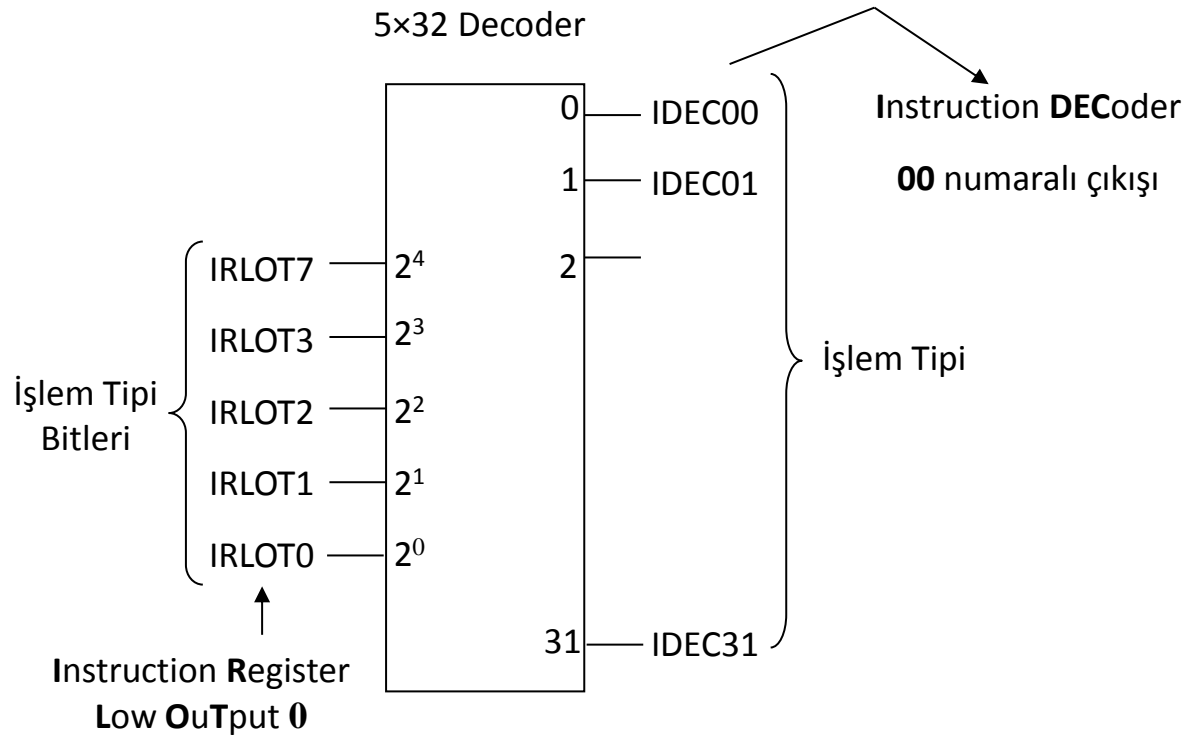 5×32 Decoder
0 IDEC00
Instruction DECoder
1 IDEC01
00 numaralı çıkışı
IRLOT7 2⁴ 2
IRLOT3 2³
İşlem Tipi
İşlem Tipi
Bitleri
IRLOT2 2²
IRLOT1 2¹
IRLOT0 2⁰
31 IDEC31
Instruction Register
Low OuTput 0